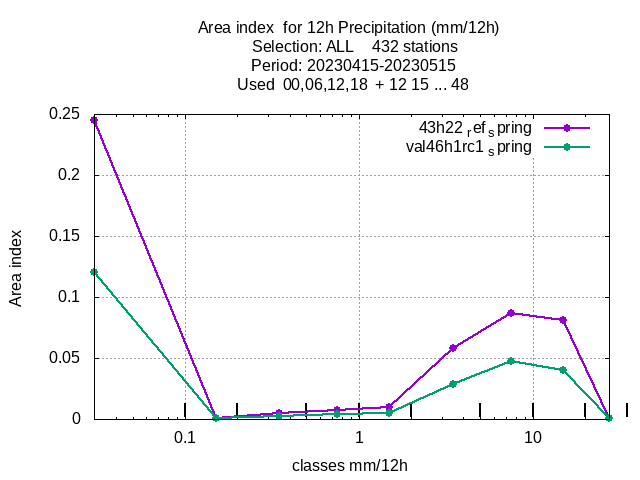 Area index  for 12h Precipitation (mm/12h)
Selection: ALL    432 stations
Period: 20230415-20230515
Used  00,06,12,18  + 12 15 ... 48
43h22 ref spring
val46h1rc1 spring
0.25
0.2
0.15
0.1
0.05
0
Area index
0.1 1 10
classes mm/12h